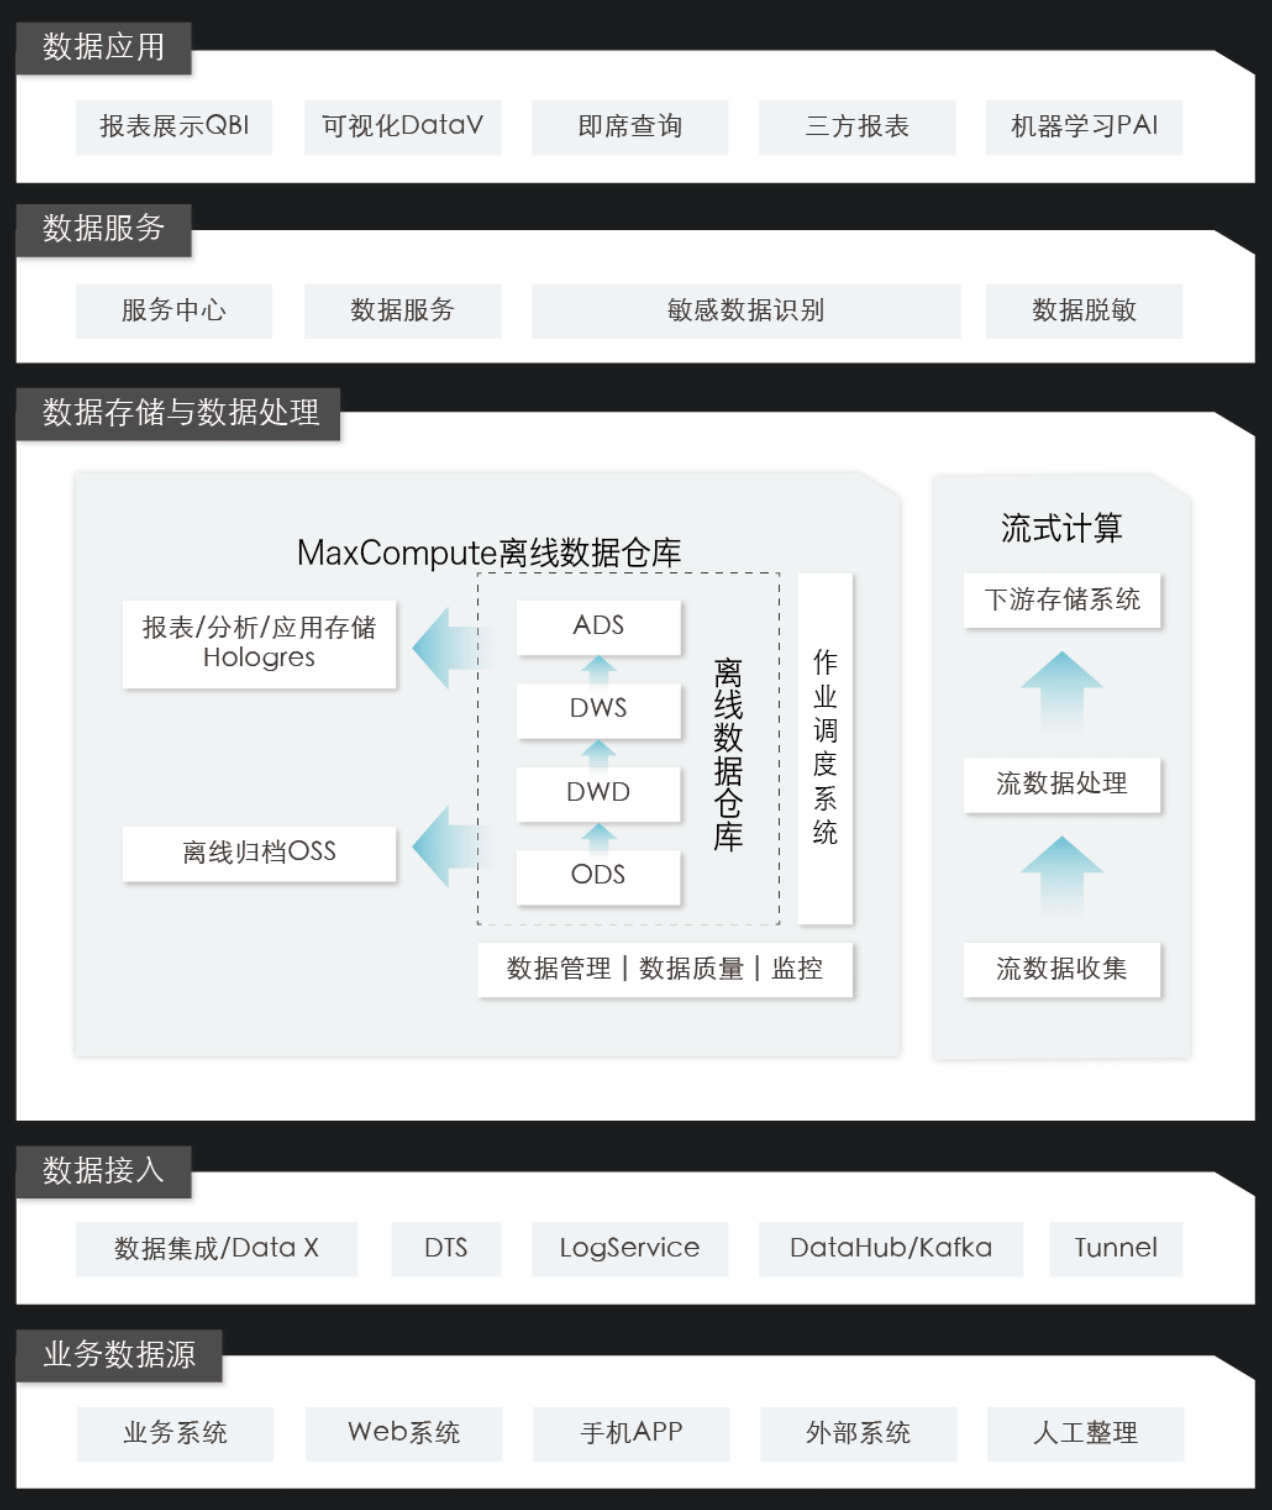 数据应用
报表展示QBI
可视化DataV
即席查询
三方报表
机器学习PAI
数据服务
服务中心
数据服务
敏感数据识别
数据脱敏
数据存储与数据处理
MaxCompute离线数据仓库
报表/分析/应用存储
Hologres
离线归档OSS
ADS
DWS
DWD
ODS
离线数据仓库
作业调度系统
数据管理｜数据质量｜监控
流式计算
下游存储系统
流数据处理
流数据收集
数据接入
数据集成/Data X
DTS
LogService
DataHub/Kafka
Tunnel
业务数据源
业务系统
Web系统
手机APP
外部系统
人工整理